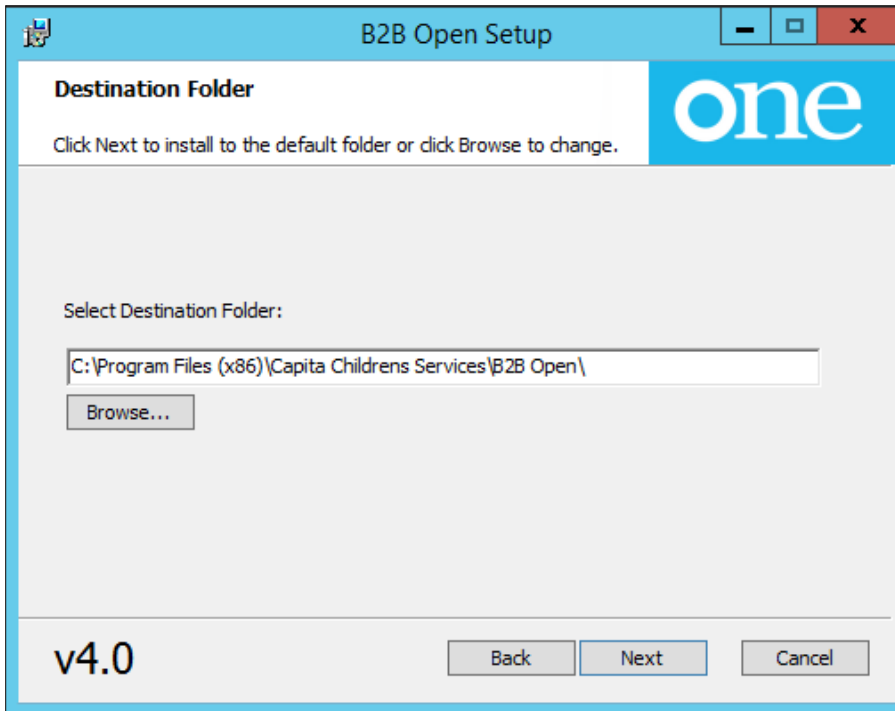 B2B Open Setup
Destination Folder
one
Click Next to install to the default folder or click Browse to change.
Select Destination Folder:
C:\Program Files (x86)\Capita Childrens Services\B2B Open\
Browse...
v4.0
Back
Next
Cancel